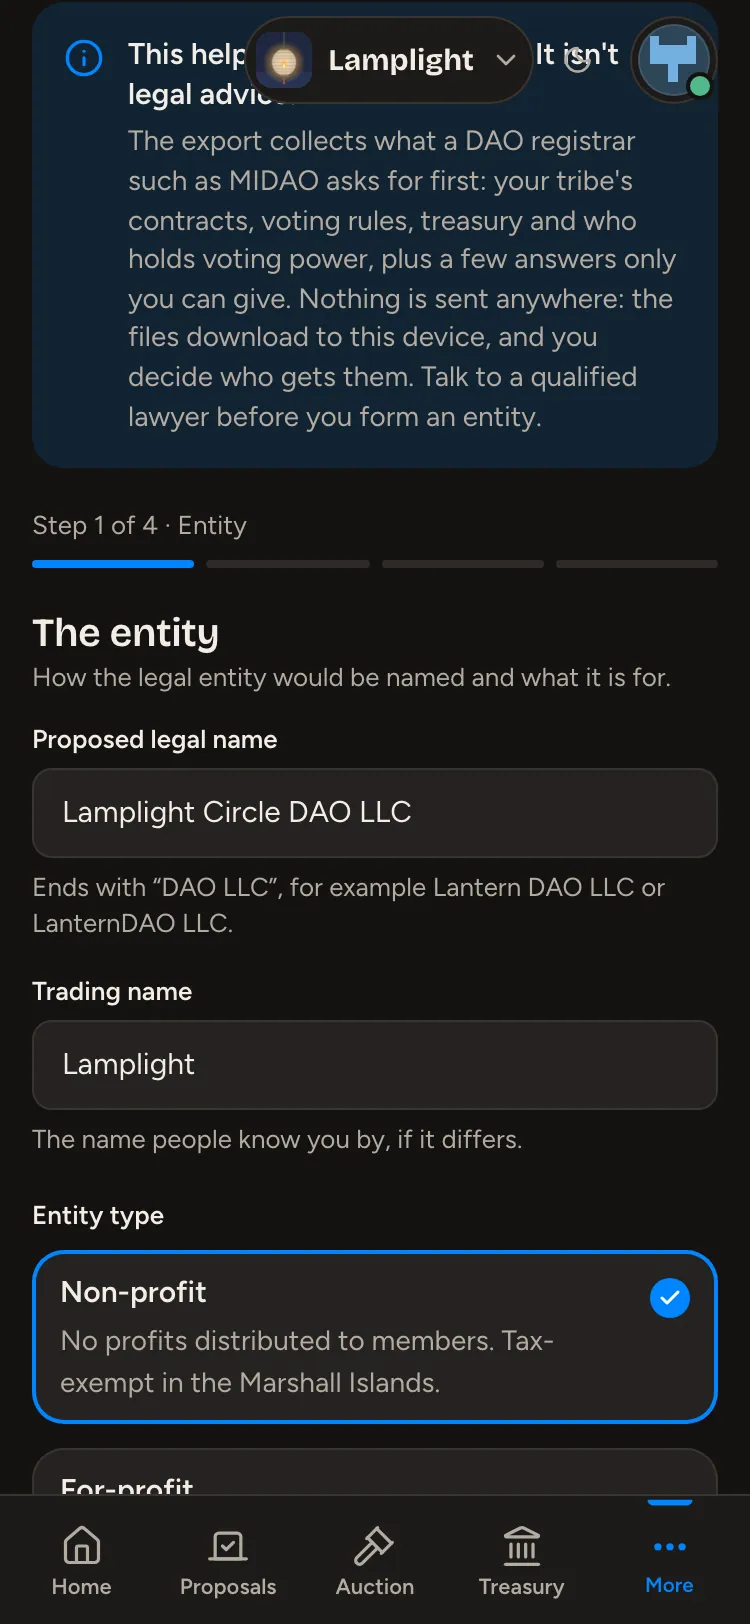 This help
Lamplight
It isn't
legal
The export collects what a DAO registrar
such as MIDAO asks for first: your tribe's
contracts, voting rules, treasury and who
holds voting power, plus a few answers only
you can give. Nothing is sent anywhere: the
files download to this device, and you
decide who gets them. Talk to a qualified
lawyer before you form an entity.
Step 1 of 4 · Entity
The entity
How the legal entity would be named and what it is for.
Proposed legal name
Lamplight Circle DAO LLC
Ends with “DAO LLC”, for example Lantern DAO LLC or
LanternDAO LLC.
Trading name
Lamplight
The name people know you by, if it differs.
Entity type
Non-profit
No profits distributed to members. Tax-
exempt in the Marshall Islands.
For-profit
Home
Proposals
Auction
Treasury
More